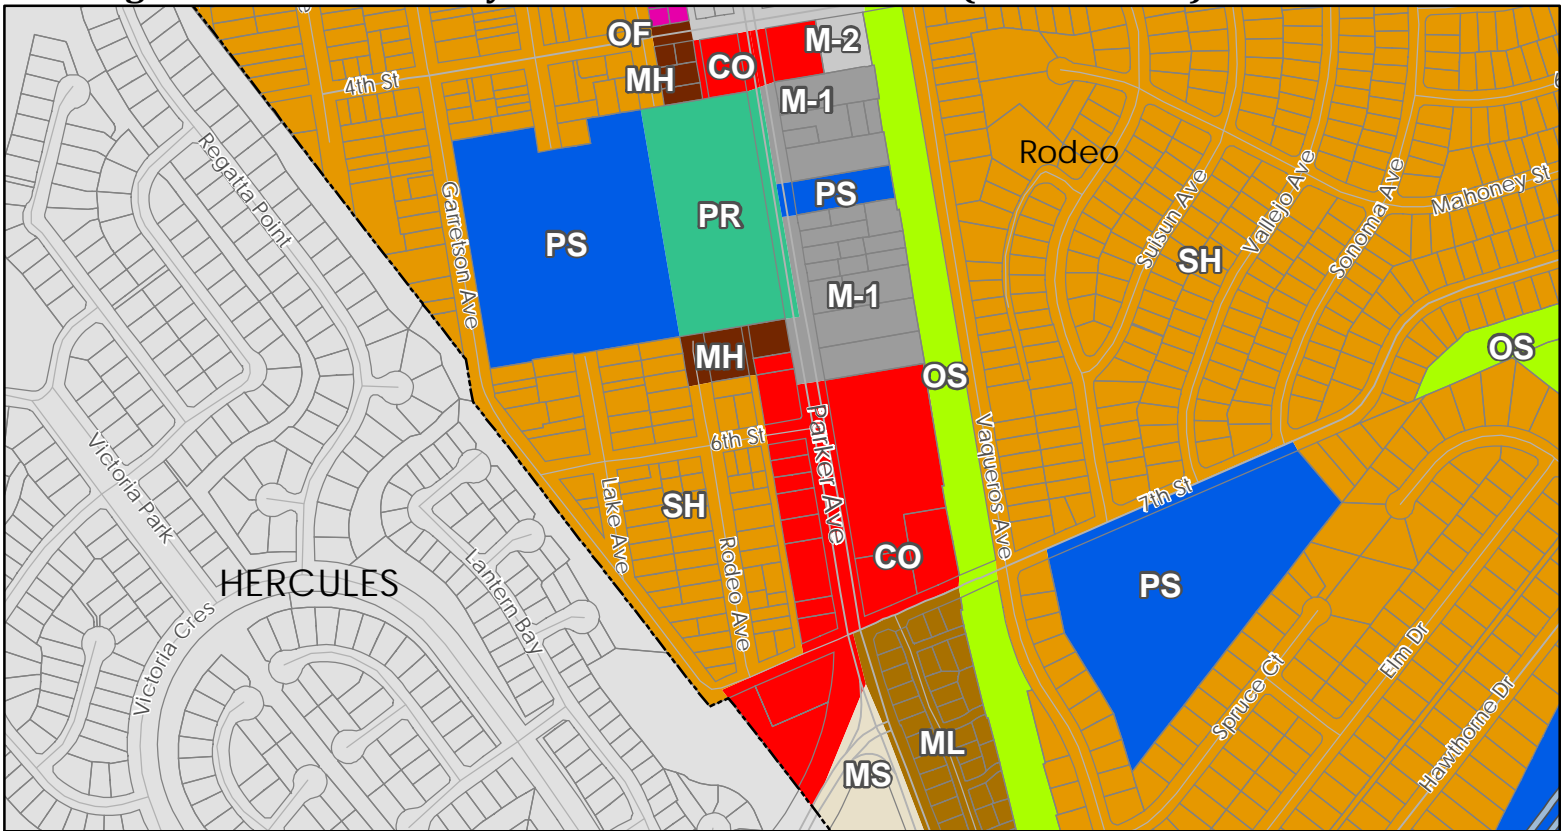 OF
M-2
CO
MH
4th St
M-1
Rodeo
Regatta Point
PS
Mahoney St
Garretson Ave
PR
PS
Suisun Ave
Vallejo Ave
Sonoma Ave
SH
M-1
MH
OS
OS
Parker Ave
6th St
Vaqueros Ave
Victoria Park
SH
Lake Ave
7th St
Rodeo Ave
CO
HERCULES
PS
Lantern Bay
Victoria Cres
Elm Dr
Spruce Ct
Hawthorne Dr
ML
MS